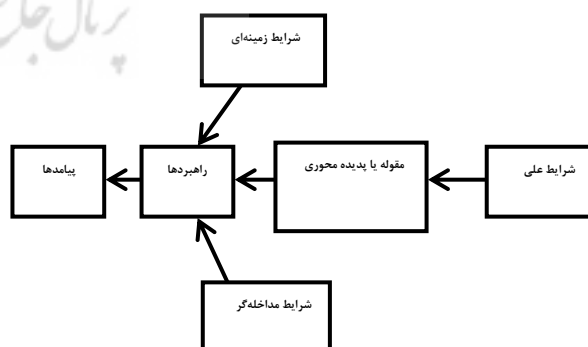 شرایط زمینه‌ای
شرایط علی
مقوله یا پدیده محوری
راهبردها
پیامدها
شرایط مداخله‌گر